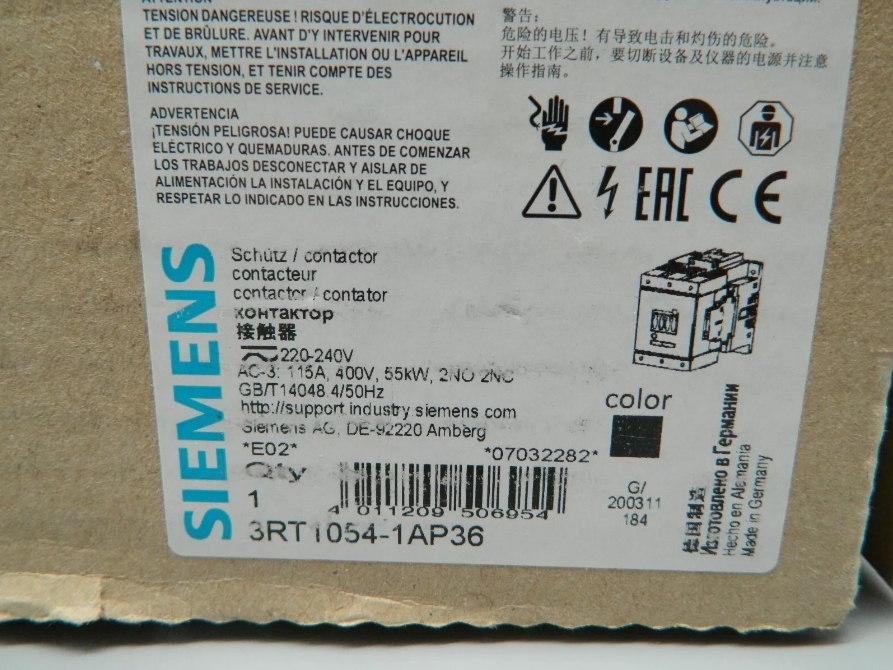 ATTENTION
TENSION DANGEREUSE ! RISQUE D'ÉLECTROCUTION
ET DE BRÛLURE. AVANT D'Y INTERVENIR POUR
TRAVAUX, METTRE L'INSTALLATION OU L'APPAREIL
HORS TENSION, ET TENIR COMPTE DES
INSTRUCTIONS DE SERVICE.
ADVERTENCIA
¡TENSIÓN PELIGROSA! PUEDE CAUSAR CHOQUE
ELÉCTRICO Y QUEMADURAS. ANTES DE COMENZAR
LOS TRABAJOS DESCONECTAR Y AISLAR DE
ALIMENTACIÓN LA INSTALACIÓN Y EL EQUIPO, Y
RESPETAR LO INDICADO EN LAS INSTRUCCIONES.
警告:
危险的电压! 有导致电击和灼伤的危险。
开始工作之前, 要切断设备及仪器的电源并注意
操作指南。
EAC CE
SIEMENS
Schütz / contactor
contacteur
contactor / contator
контактор
接触器
220-240V
AC-3: 115A, 400V, 55kW, 2NO 2NC
GB/T14048.4/50Hz
http://support.industry.siemens.com
Siemens AG, DE-92220 Amberg
*E02* *07032282*
Qty
1
4 011209 506954
3RT1054-1AP36
color
G/
200311
184
德国制造
Изготовлено в Германии
Hecho en Alemania
Made in Germany